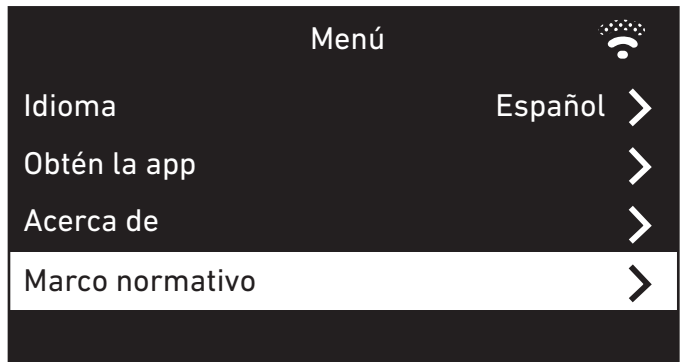 Menú
Idioma Español
Obtén la app
Acerca de
Marco normativo